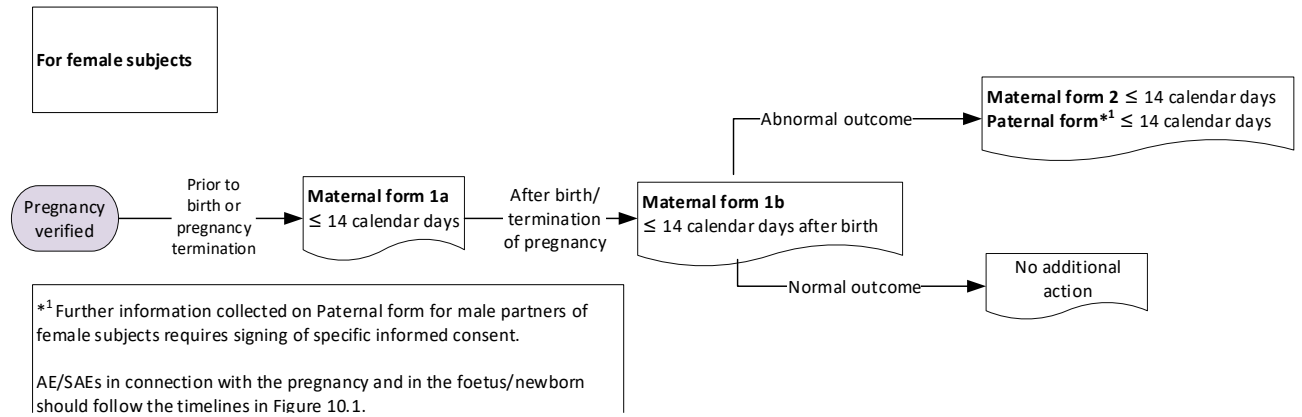 For female subjects
Maternal form 2 ≤ 14 calendar days
Paternal form*1 ≤ 14 calendar days
Abnormal outcome
Pregnancy
verified
Prior to
birth or
pregnancy
termination
Maternal form 1a
≤ 14 calendar days
After birth/
termination
of pregnancy
Maternal form 1b
≤ 14 calendar days after birth
Normal outcome
No additional
action
*1 Further information collected on Paternal form for male partners of
female subjects requires signing of specific informed consent.
AE/SAEs in connection with the pregnancy and in the foetus/newborn
should follow the timelines in Figure 10.1.